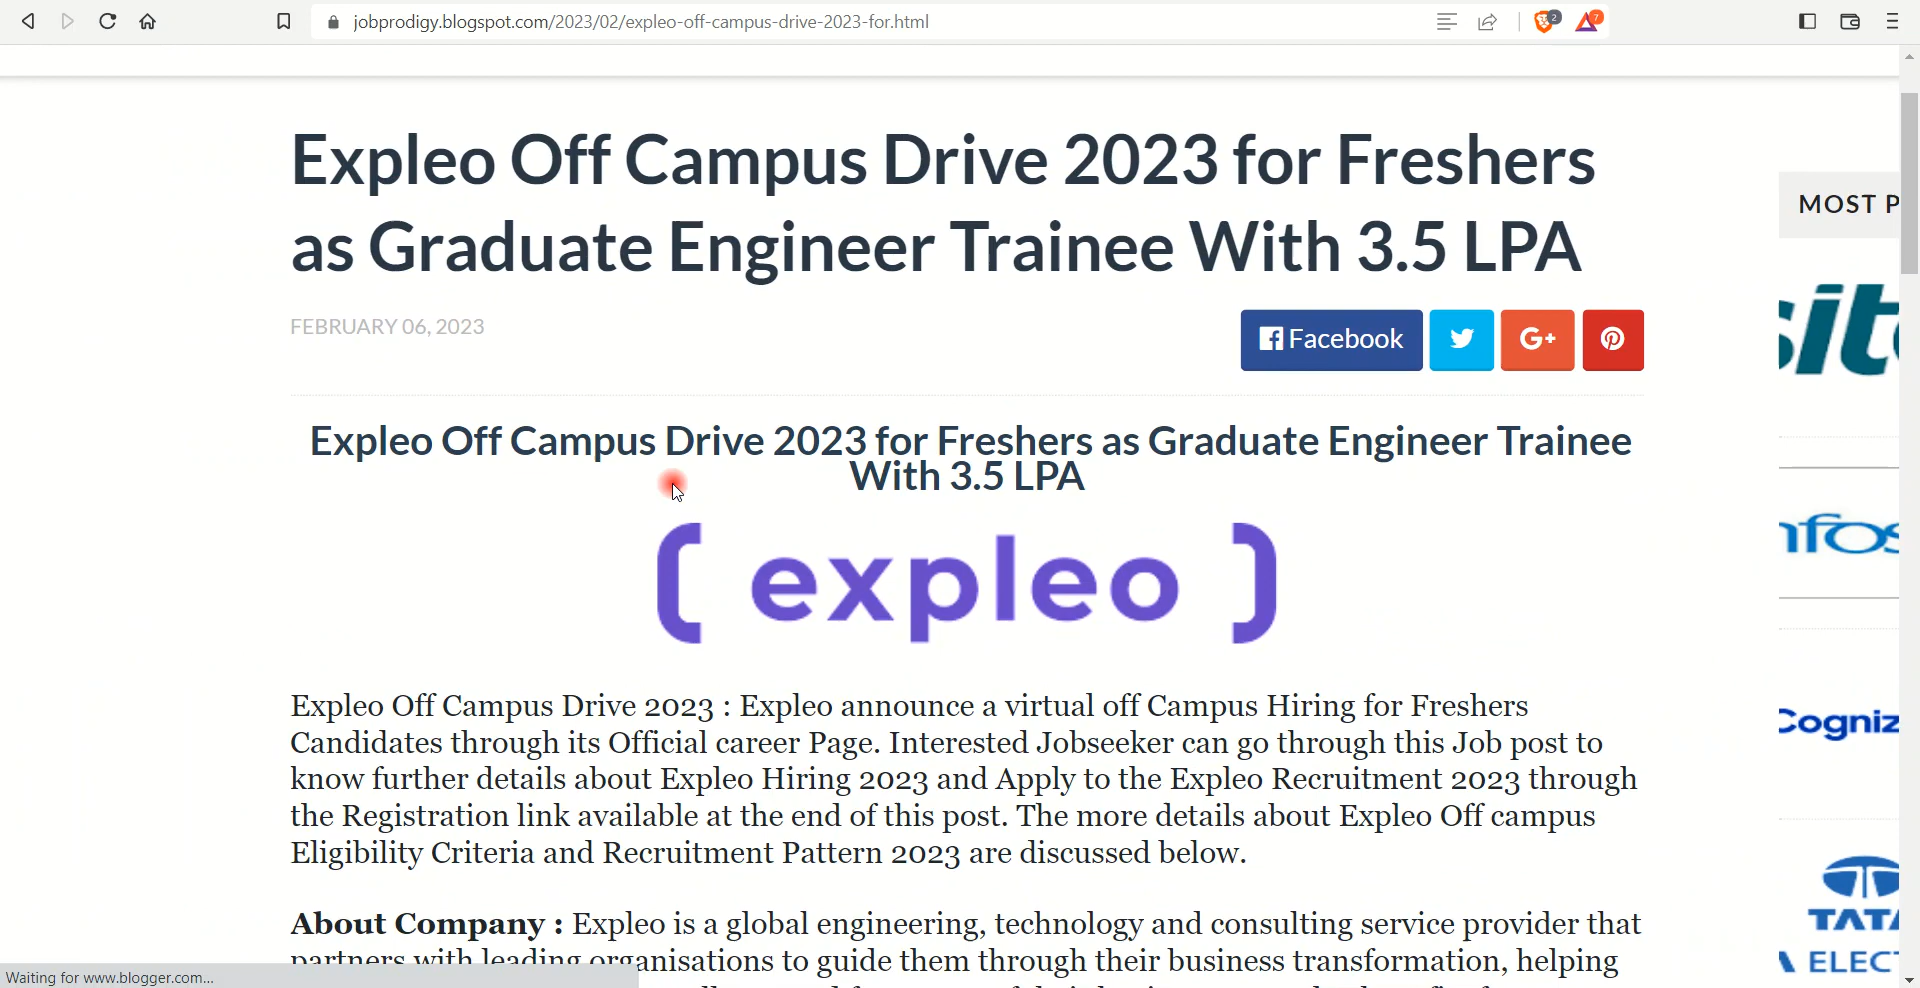 jobprodigy.blogspot.com/2023/02/expleo-off-campus-drive-2023-for.html
2
7
Expleo Off Campus Drive 2023 for Freshers
as Graduate Engineer Trainee With 3.5 LPA
MOST P
FEBRUARY 06, 2023
Facebook
G+
Expleo Off Campus Drive 2023 for Freshers as Graduate Engineer Trainee
With 3.5 LPA
expleo
nfos
Expleo Off Campus Drive 2023 : Expleo announce a virtual off Campus Hiring for Freshers
Candidates through its Official career Page. Interested Jobseeker can go through this Job post to
know further details about Expleo Hiring 2023 and Apply to the Expleo Recruitment 2023 through
the Registration link available at the end of this post. The more details about Expleo Off campus
Eligibility Criteria and Recruitment Pattern 2023 are discussed below.
Cogniz
TATA
ELECT
About Company : Expleo is a global engineering, technology and consulting service provider that
partners with leading organisations to guide them through their business transformation, helping
Waiting for www.blogger.com...